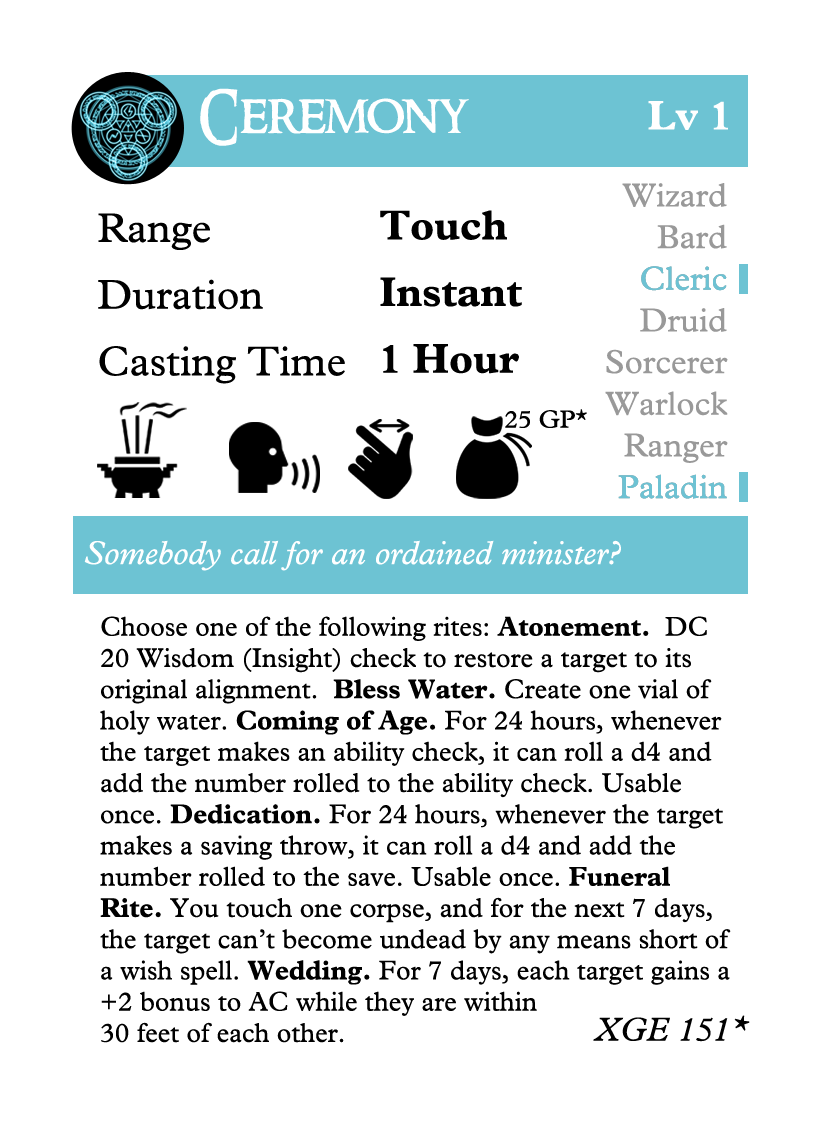 CEREMONY
Lv 1
Range Touch
Duration Instant
Casting Time 1 Hour
25 GP★
Wizard
Bard
Cleric
Druid
Sorcerer
Warlock
Ranger
Paladin
Somebody call for an ordained minister?
Choose one of the following rites: Atonement. DC
20 Wisdom (Insight) check to restore a target to its
original alignment. Bless Water. Create one vial of
holy water. Coming of Age. For 24 hours, whenever
the target makes an ability check, it can roll a d4 and
add the number rolled to the ability check. Usable
once. Dedication. For 24 hours, whenever the target
makes a saving throw, it can roll a d4 and add the
number rolled to the save. Usable once. Funeral
Rite. You touch one corpse, and for the next 7 days,
the target can’t become undead by any means short of
a wish spell. Wedding. For 7 days, each target gains a
+2 bonus to AC while they are within
30 feet of each other.
XGE 151★